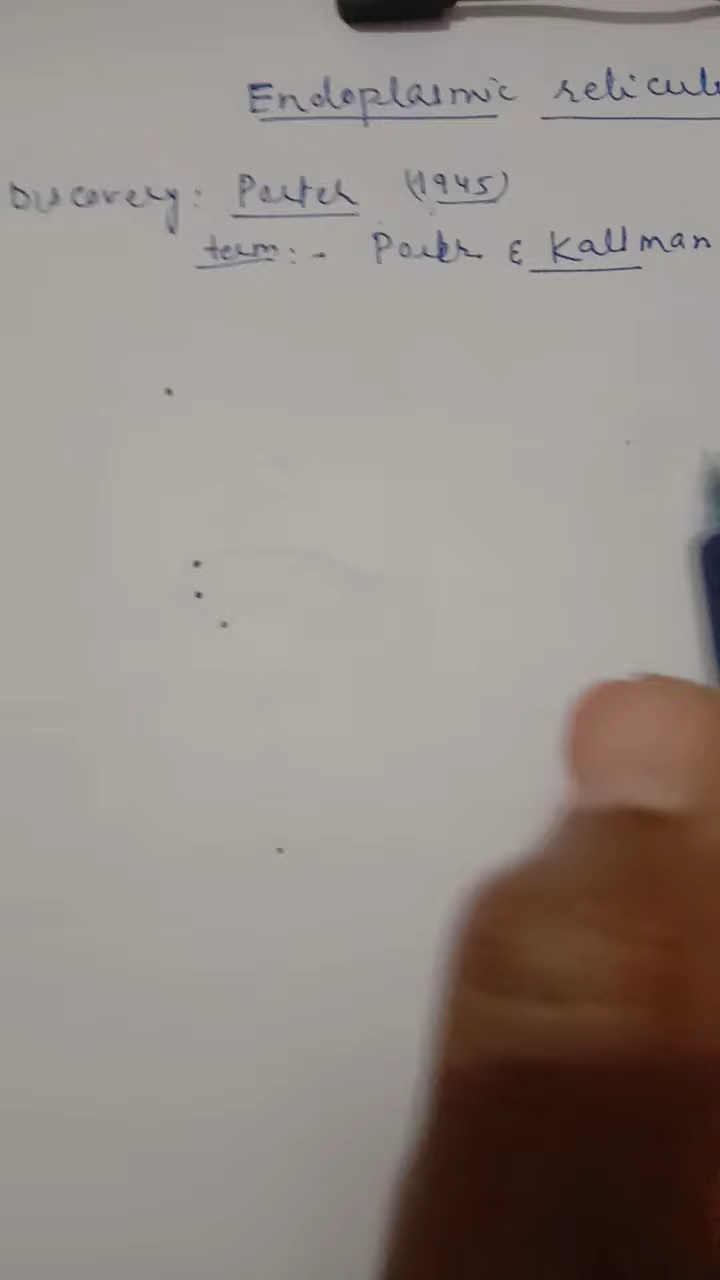 Endoplasmic reticul
Discovery: Porter (1945)
term:- Porter & Kallman